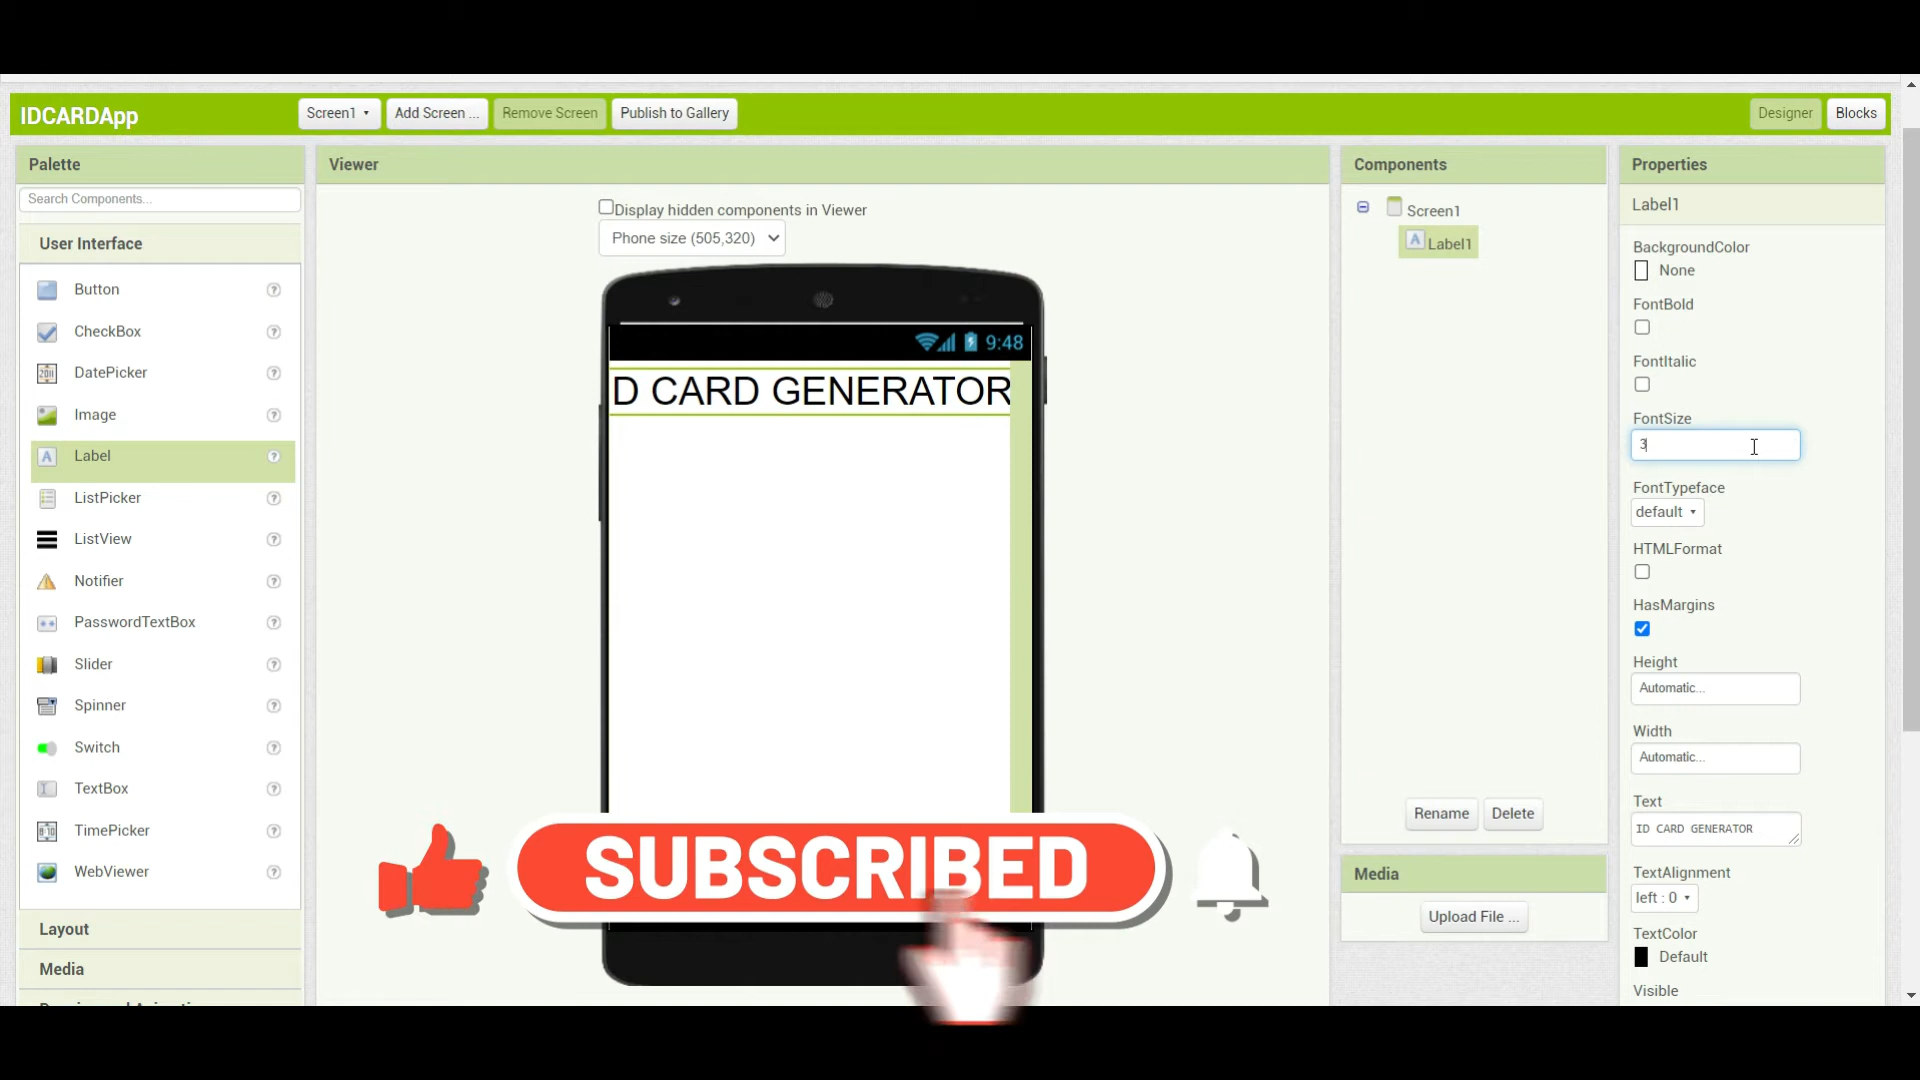 IDCARDApp
Screen1
Add Screen ...
Remove Screen
Publish to Gallery
Designer
Blocks
Palette
Search Components...
User Interface
Button
CheckBox
DatePicker
Image
Label
ListPicker
ListView
Notifier
PasswordTextBox
Slider
Spinner
Switch
TextBox
TimePicker
WebViewer
Layout
Media
Viewer
Display hidden components in Viewer
Phone size (505,320)
9:48
ID CARD GENERATOR
SUBSCRIBED
Components
Screen1
Label1
Rename
Delete
Media
Upload File ...
Properties
Label1
BackgroundColor
None
FontBold
FontItalic
FontSize
3
FontTypeface
default
HTMLFormat
HasMargins
Height
Automatic...
Width
Automatic...
Text
ID CARD GENERATOR
TextAlignment
left : 0
TextColor
Default
Visible